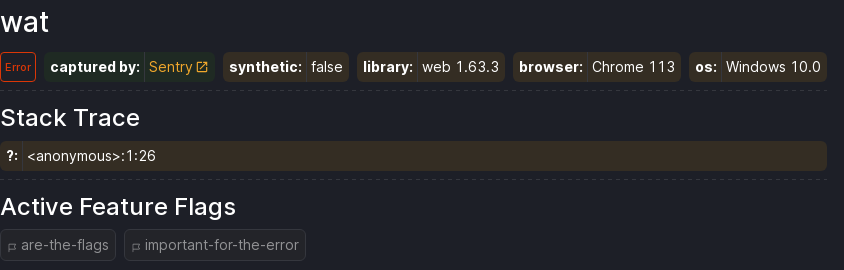 wat
Error captured by: Sentry synthetic: false library: web 1.63.3 browser: Chrome 113 os: Windows 10.0
Stack Trace
?: <anonymous>:1:26
Active Feature Flags
are-the-flags important-for-the-error